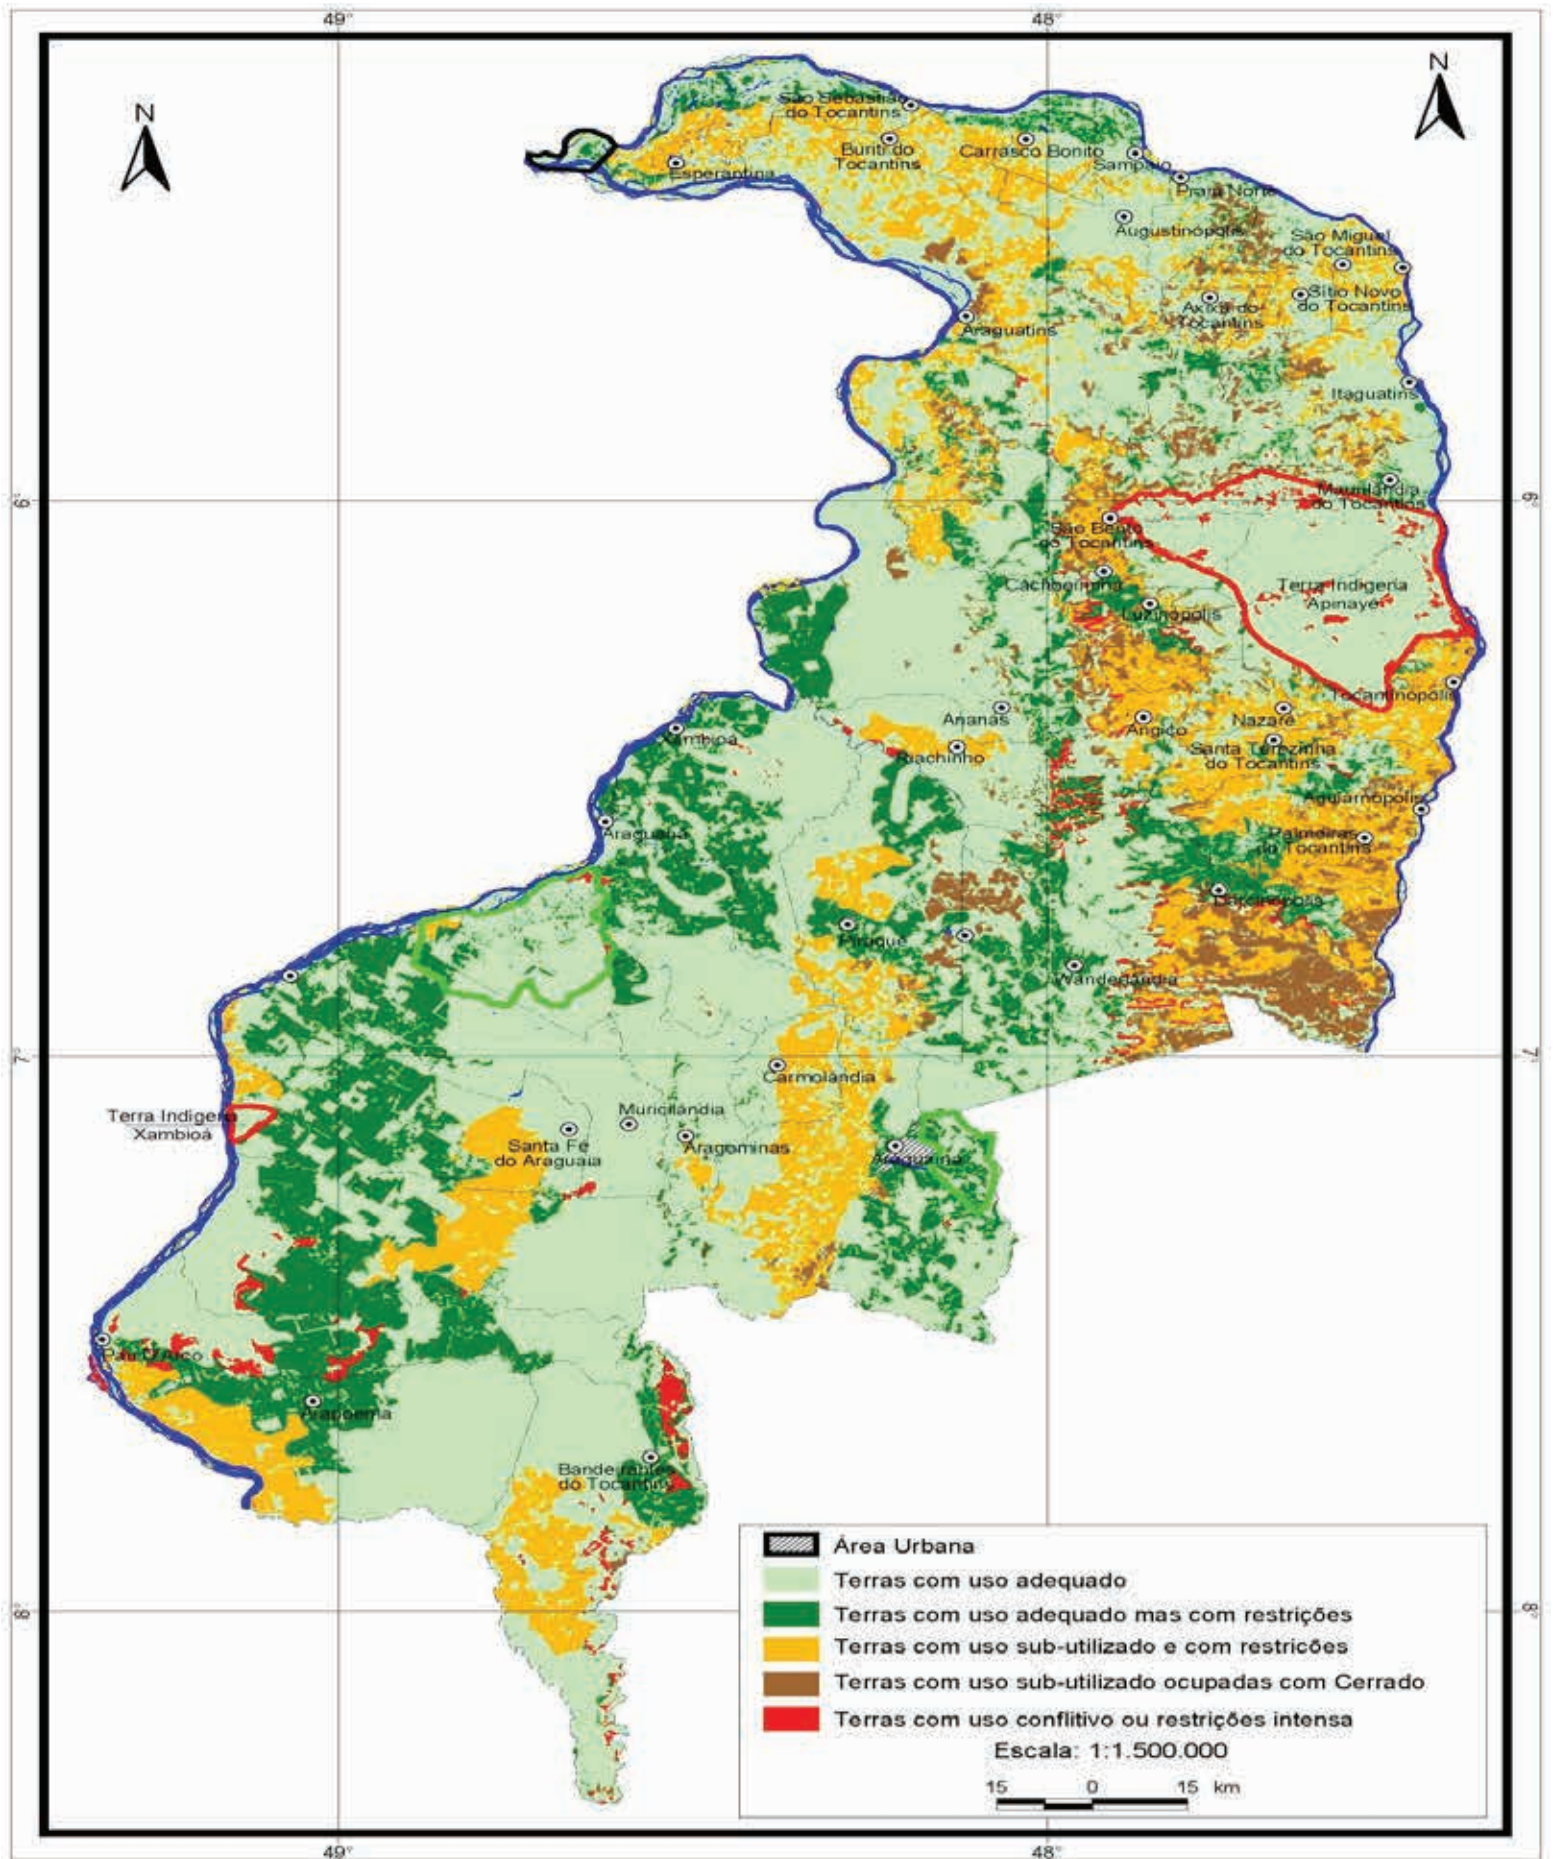 49°
48°
N
N
São Sebastião
do Tocantins
Buriti do
Tocantins
Carrasco Bonito
Sampaio
Esperantina
Praia Norte
Augustinópolis
São Miguel
do Tocantins
Sítio Novo
do Tocantins
Axixá do
Tocantins
Araguatins
Itaguatins
6°
6°
Maurilândia
do Tocantins
São Bento
do Tocantins
Cachoeirinha
Terra Indígena
Apinayé
Luzinópolis
Tocantinópolis
Ananás
Nazaré
Angico
Xambioá
Riachinho
Santa Terezinha
do Tocantins
Aguiarnópolis
Araguanã
Palmeiras
do Tocantins
Darcinópolis
Piraquê
Wanderlândia
7°
7°
Carmolândia
Terra Indígena
Xambioá
Muricilândia
Santa Fé
do Araguaia
Aragominas
Araguaína
Pau D'Arco
Arapoema
Bandeirantes
do Tocantins
8°
8°
Área Urbana
Terras com uso adequado
Terras com uso adequado mas com restrições
Terras com uso sub-utilizado e com restricões
Terras com uso sub-utilizado ocupadas com Cerrado
Terras com uso conflitivo ou restrições intensa
Escala: 1:1.500.000
15 0 15 km
49°
48°